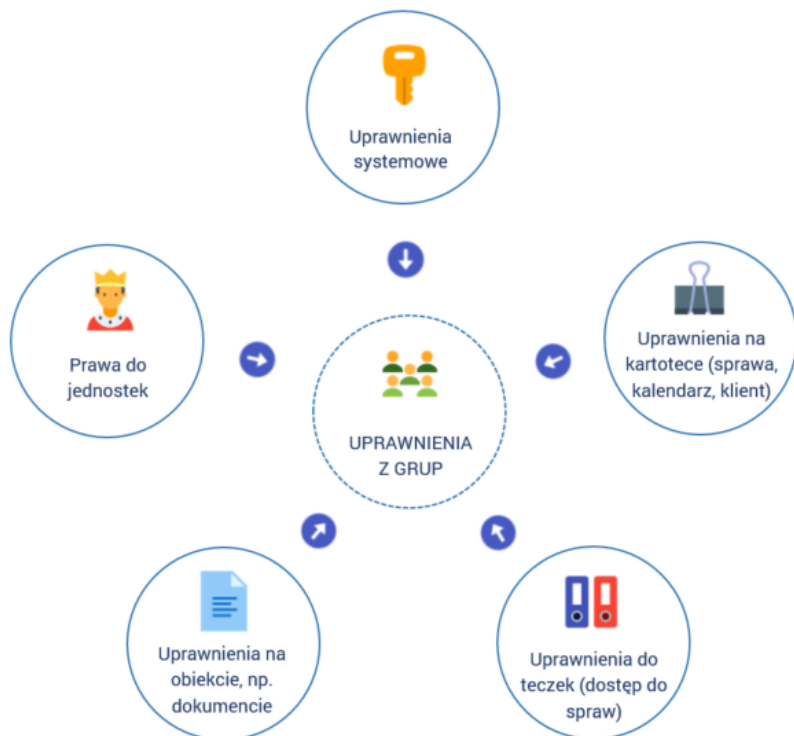 Uprawnienia
systemowe
Prawa do
jednostek
Uprawnienia na
kartotece (sprawa,
kalendarz, klient)
UPRAWNIENIA
Z GRUP
Uprawnienia na
obiekcie, np.
dokumencie
Uprawnienia do
teczek (dostęp do
spraw)